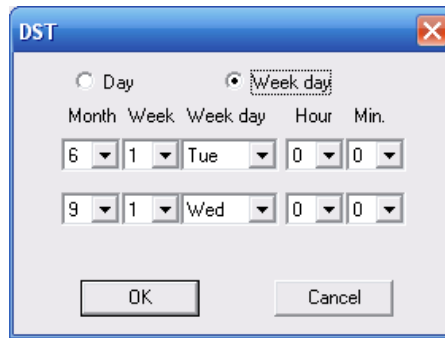 DST
Day Week day
Month Week Week day Hour Min.
6 1 Tue 0 0
9 1 Wed 0 0
OK Cancel